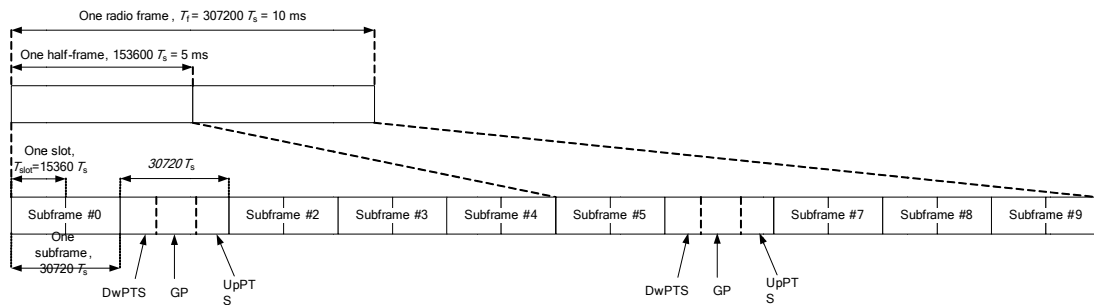 One radio frame , Tf = 307200 Ts = 10 ms
One half-frame, 153600 Ts = 5 ms
One slot,
Tslot=15360 Ts
30720 Ts
Subframe #0
Subframe #2
Subframe #3
Subframe #4
Subframe #5
Subframe #7
Subframe #8
Subframe #9
One
subframe,
30720 Ts
DwPTS
GP
UpPT
S
DwPTS
GP
UpPT
S